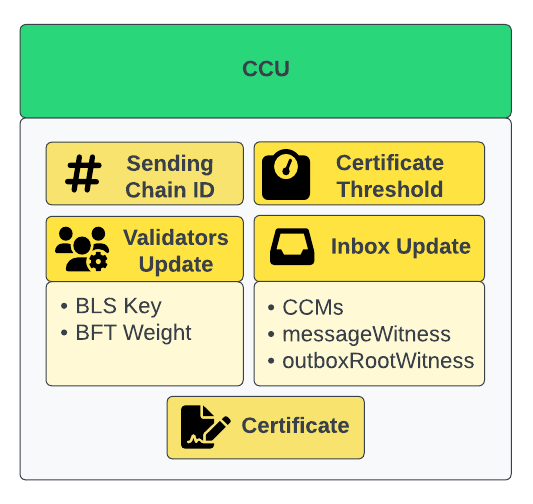 CCU
Sending
Chain ID
Certificate
Threshold
Validators
Update
• BLS Key
• BFT Weight
Inbox Update
• CCMs
• messageWitness
• outboxRootWitness
Certificate